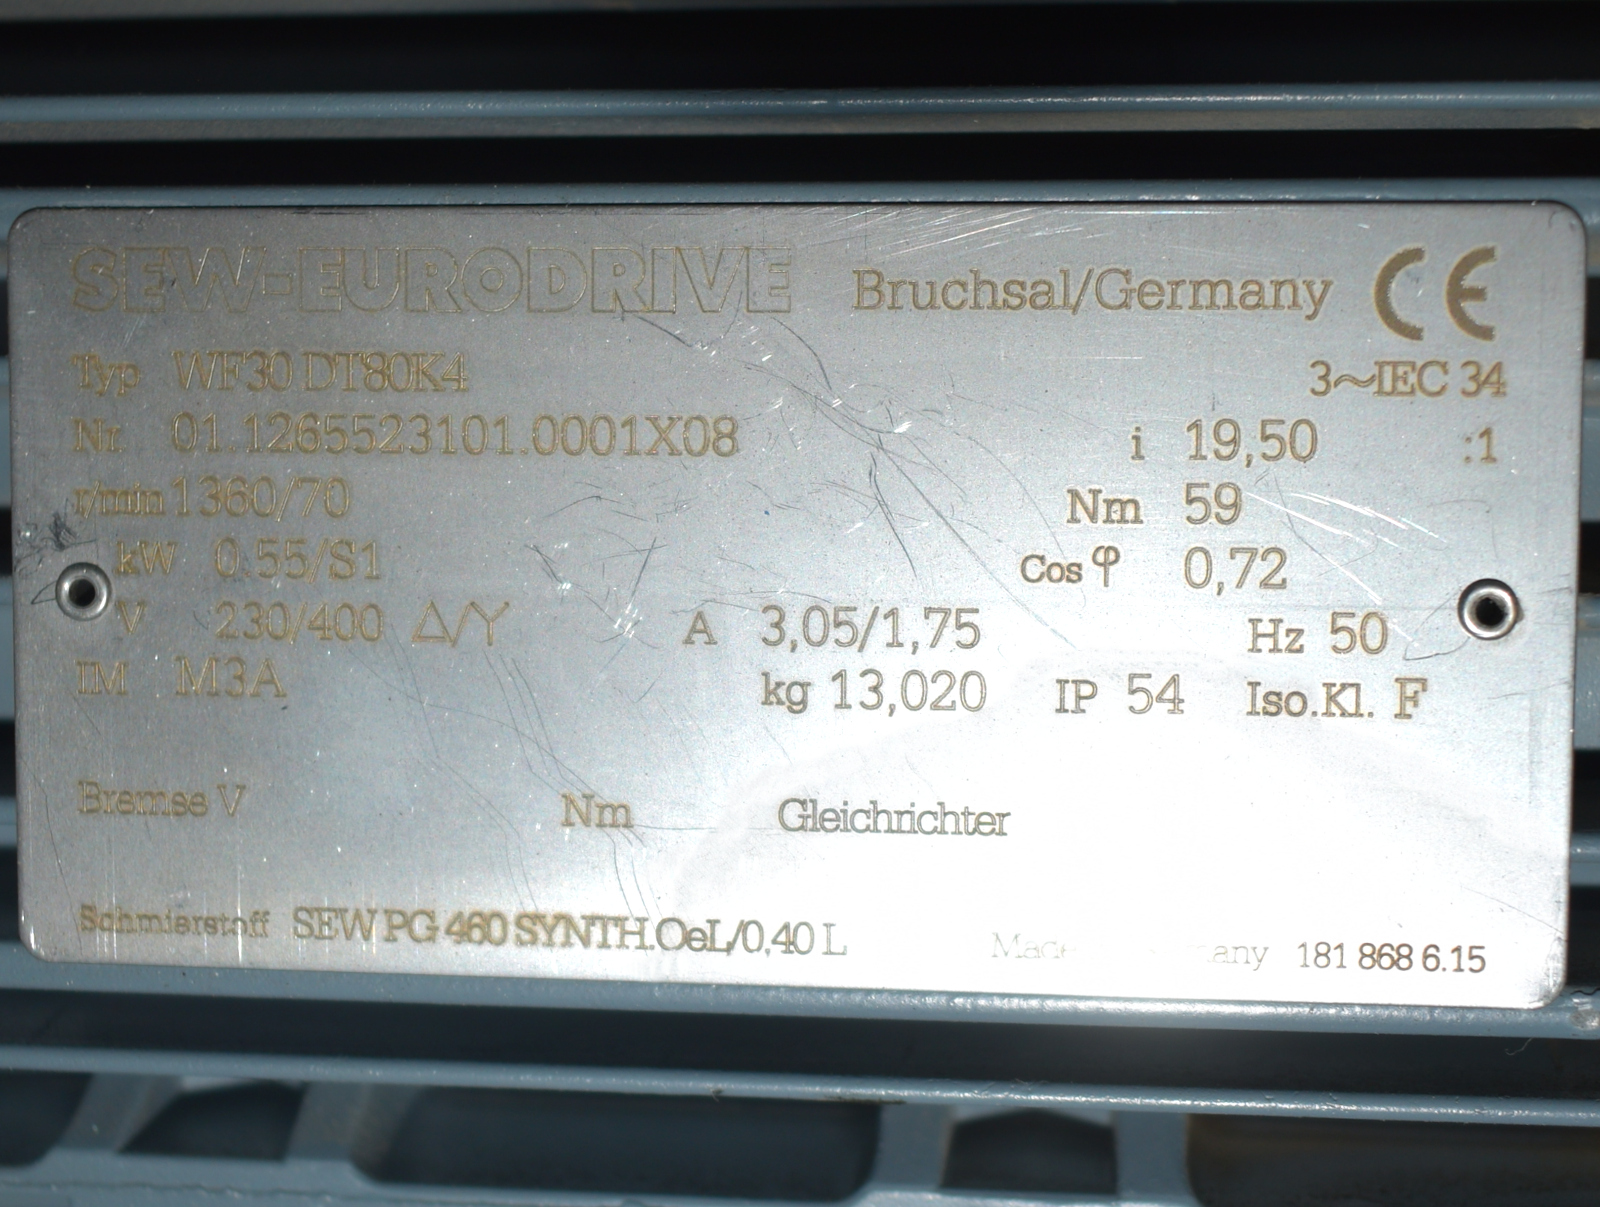 SEW-EURODRIVE Bruchsal/Germany CE
Typ WF30 DT80K4 3~IEC 34
Nr 01.1265523101.0001X08 i 19,50 :1
r/min 1360/70 Nm 59
kW 0.55/S1 Cos φ 0,72
V 230/400 Δ/Y A 3,05/1,75 Hz 50
IM M3A kg 13,020 IP 54 Iso.Kl. F
Bremse V Nm Gleichrichter
Schmierstoff SEW PG 460 SYNTH.OeL/0,40 L Made 181 868 6.15